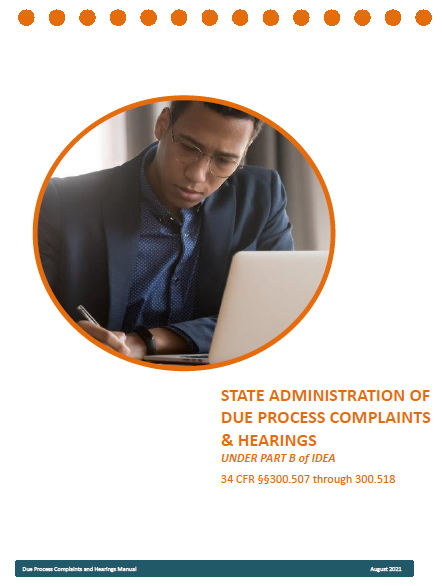 STATE ADMINISTRATION OF
DUE PROCESS COMPLAINTS
& HEARINGS
UNDER PART B of IDEA
34 CFR §§300.507 through 300.518
Due Process Complaints and Hearings Manual
August 2021